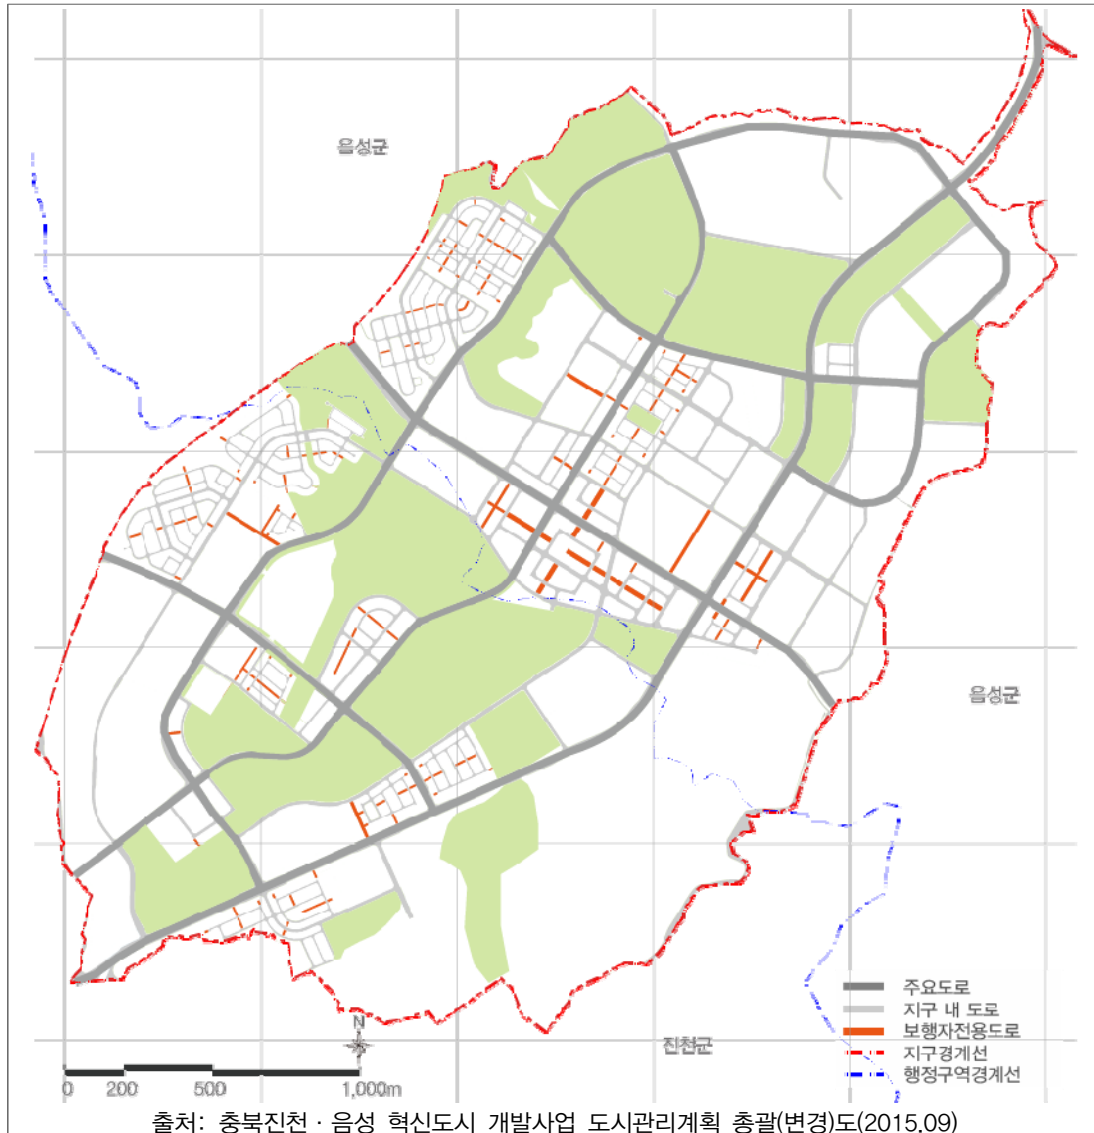 음성군
음성군
주요도로
지구 내 도로
보행자전용도로
지구경계선
행정구역경계선
진천군
N
0 200 500 1,000m
출처: 충북진천 · 음성 혁신도시 개발사업 도시관리계획 총괄(변경)도(2015.09)